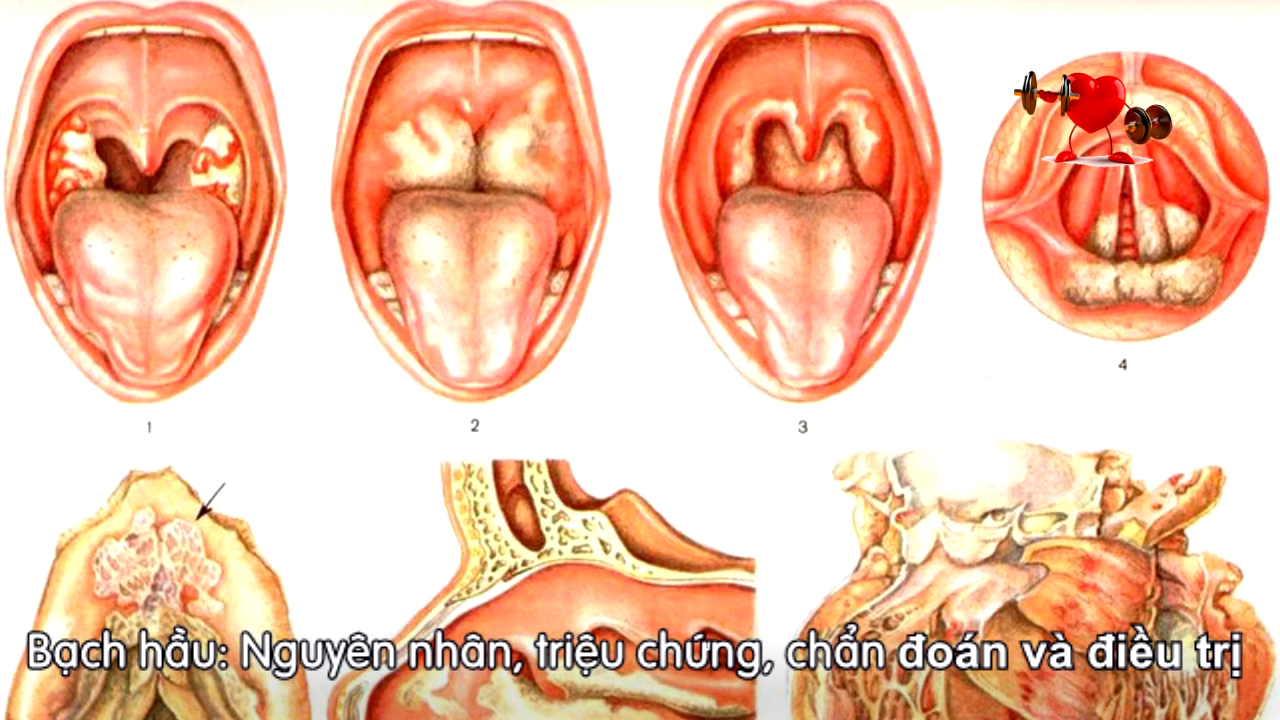 1
2
3
4
Bạch hầu: Nguyên nhân, triệu chứng, chẩn đoán và điều trị